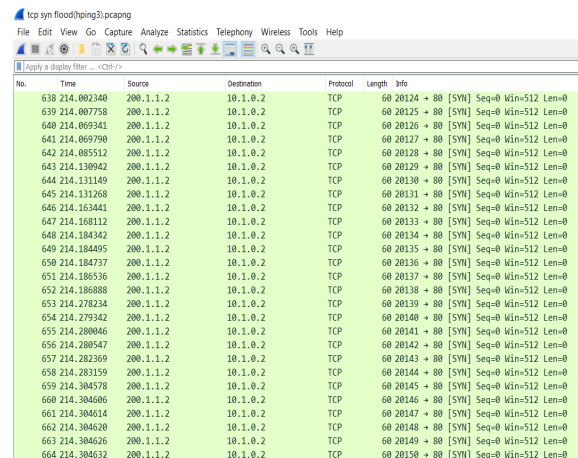 tcp syn flood(hping3).pcapng
File Edit View Go Capture Analyze Statistics Telephony Wireless Tools Help
Apply a display filter ... <Ctrl-/>
No. Time Source Destination Protocol Length Info
638 214.002340 200.1.1.2 10.1.0.2 TCP 60 20124 → 80 [SYN] Seq=0 Win=512 Len=0
639 214.007758 200.1.1.2 10.1.0.2 TCP 60 20125 → 80 [SYN] Seq=0 Win=512 Len=0
640 214.069341 200.1.1.2 10.1.0.2 TCP 60 20126 → 80 [SYN] Seq=0 Win=512 Len=0
641 214.069790 200.1.1.2 10.1.0.2 TCP 60 20127 → 80 [SYN] Seq=0 Win=512 Len=0
642 214.085512 200.1.1.2 10.1.0.2 TCP 60 20128 → 80 [SYN] Seq=0 Win=512 Len=0
643 214.130942 200.1.1.2 10.1.0.2 TCP 60 20129 → 80 [SYN] Seq=0 Win=512 Len=0
644 214.131149 200.1.1.2 10.1.0.2 TCP 60 20130 → 80 [SYN] Seq=0 Win=512 Len=0
645 214.131268 200.1.1.2 10.1.0.2 TCP 60 20131 → 80 [SYN] Seq=0 Win=512 Len=0
646 214.163441 200.1.1.2 10.1.0.2 TCP 60 20132 → 80 [SYN] Seq=0 Win=512 Len=0
647 214.168112 200.1.1.2 10.1.0.2 TCP 60 20133 → 80 [SYN] Seq=0 Win=512 Len=0
648 214.184342 200.1.1.2 10.1.0.2 TCP 60 20134 → 80 [SYN] Seq=0 Win=512 Len=0
649 214.184495 200.1.1.2 10.1.0.2 TCP 60 20135 → 80 [SYN] Seq=0 Win=512 Len=0
650 214.184737 200.1.1.2 10.1.0.2 TCP 60 20136 → 80 [SYN] Seq=0 Win=512 Len=0
651 214.186536 200.1.1.2 10.1.0.2 TCP 60 20137 → 80 [SYN] Seq=0 Win=512 Len=0
652 214.186888 200.1.1.2 10.1.0.2 TCP 60 20138 → 80 [SYN] Seq=0 Win=512 Len=0
653 214.278234 200.1.1.2 10.1.0.2 TCP 60 20139 → 80 [SYN] Seq=0 Win=512 Len=0
654 214.279342 200.1.1.2 10.1.0.2 TCP 60 20140 → 80 [SYN] Seq=0 Win=512 Len=0
655 214.280046 200.1.1.2 10.1.0.2 TCP 60 20141 → 80 [SYN] Seq=0 Win=512 Len=0
656 214.280547 200.1.1.2 10.1.0.2 TCP 60 20142 → 80 [SYN] Seq=0 Win=512 Len=0
657 214.282369 200.1.1.2 10.1.0.2 TCP 60 20143 → 80 [SYN] Seq=0 Win=512 Len=0
658 214.283159 200.1.1.2 10.1.0.2 TCP 60 20144 → 80 [SYN] Seq=0 Win=512 Len=0
659 214.304578 200.1.1.2 10.1.0.2 TCP 60 20145 → 80 [SYN] Seq=0 Win=512 Len=0
660 214.304606 200.1.1.2 10.1.0.2 TCP 60 20146 → 80 [SYN] Seq=0 Win=512 Len=0
661 214.304614 200.1.1.2 10.1.0.2 TCP 60 20147 → 80 [SYN] Seq=0 Win=512 Len=0
662 214.304620 200.1.1.2 10.1.0.2 TCP 60 20148 → 80 [SYN] Seq=0 Win=512 Len=0
663 214.304626 200.1.1.2 10.1.0.2 TCP 60 20149 → 80 [SYN] Seq=0 Win=512 Len=0
664 214.304632 200.1.1.2 10.1.0.2 TCP 60 20150 → 80 [SYN] Seq=0 Win=512 Len=0